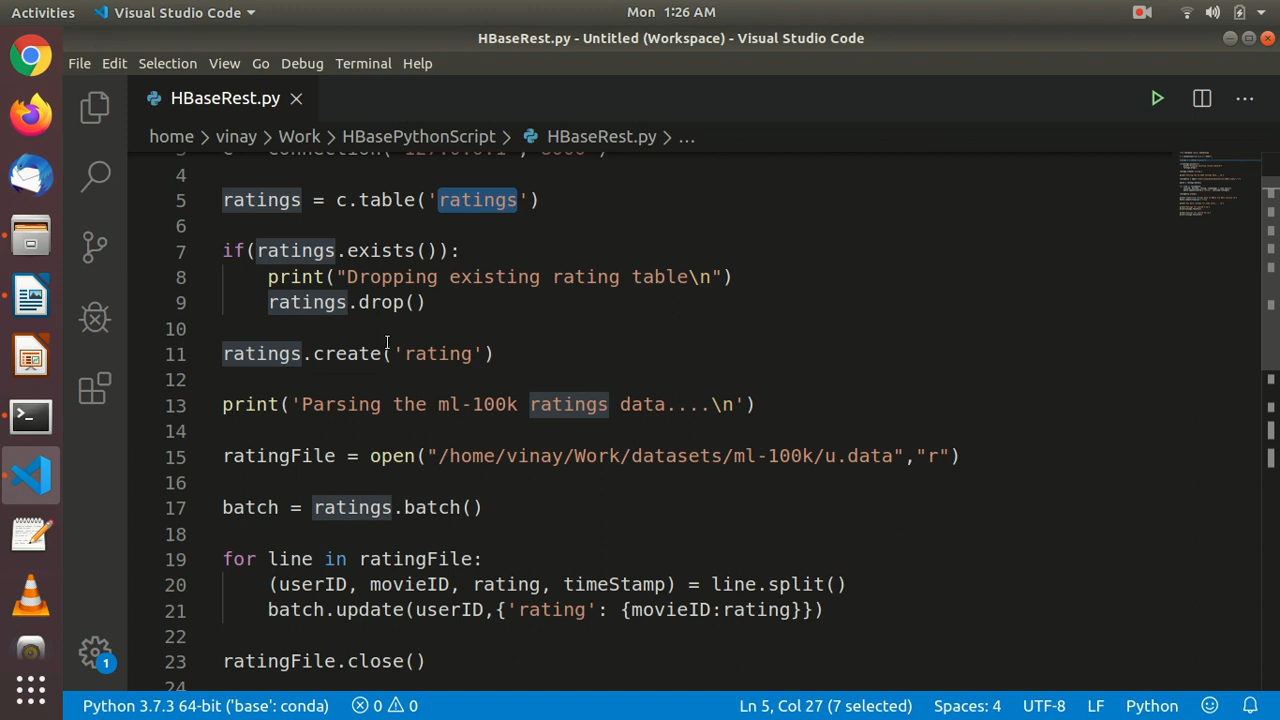 Activities Visual Studio Code Mon 1:26 AM
HBaseRest.py - Untitled (Workspace) - Visual Studio Code
File Edit Selection View Go Debug Terminal Help
HBaseRest.py
home > vinay > Work > HBasePythonScript > HBaseRest.py > ...
4
5 ratings = c.table('ratings')
6
7 if(ratings.exists()):
8 print("Dropping existing rating table\n")
9 ratings.drop()
10
11 ratings.create('rating')
12
13 print('Parsing the ml-100k ratings data....\n')
14
15 ratingFile = open("/home/vinay/Work/datasets/ml-100k/u.data","r")
16
17 batch = ratings.batch()
18
19 for line in ratingFile:
20 (userID, movieID, rating, timeStamp) = line.split()
21 batch.update(userID,{'rating': {movieID:rating}})
22
23 ratingFile.close()
24
1
Python 3.7.3 64-bit ('base': conda) 0 0 Ln 5, Col 27 (7 selected) Spaces: 4 UTF-8 LF Python